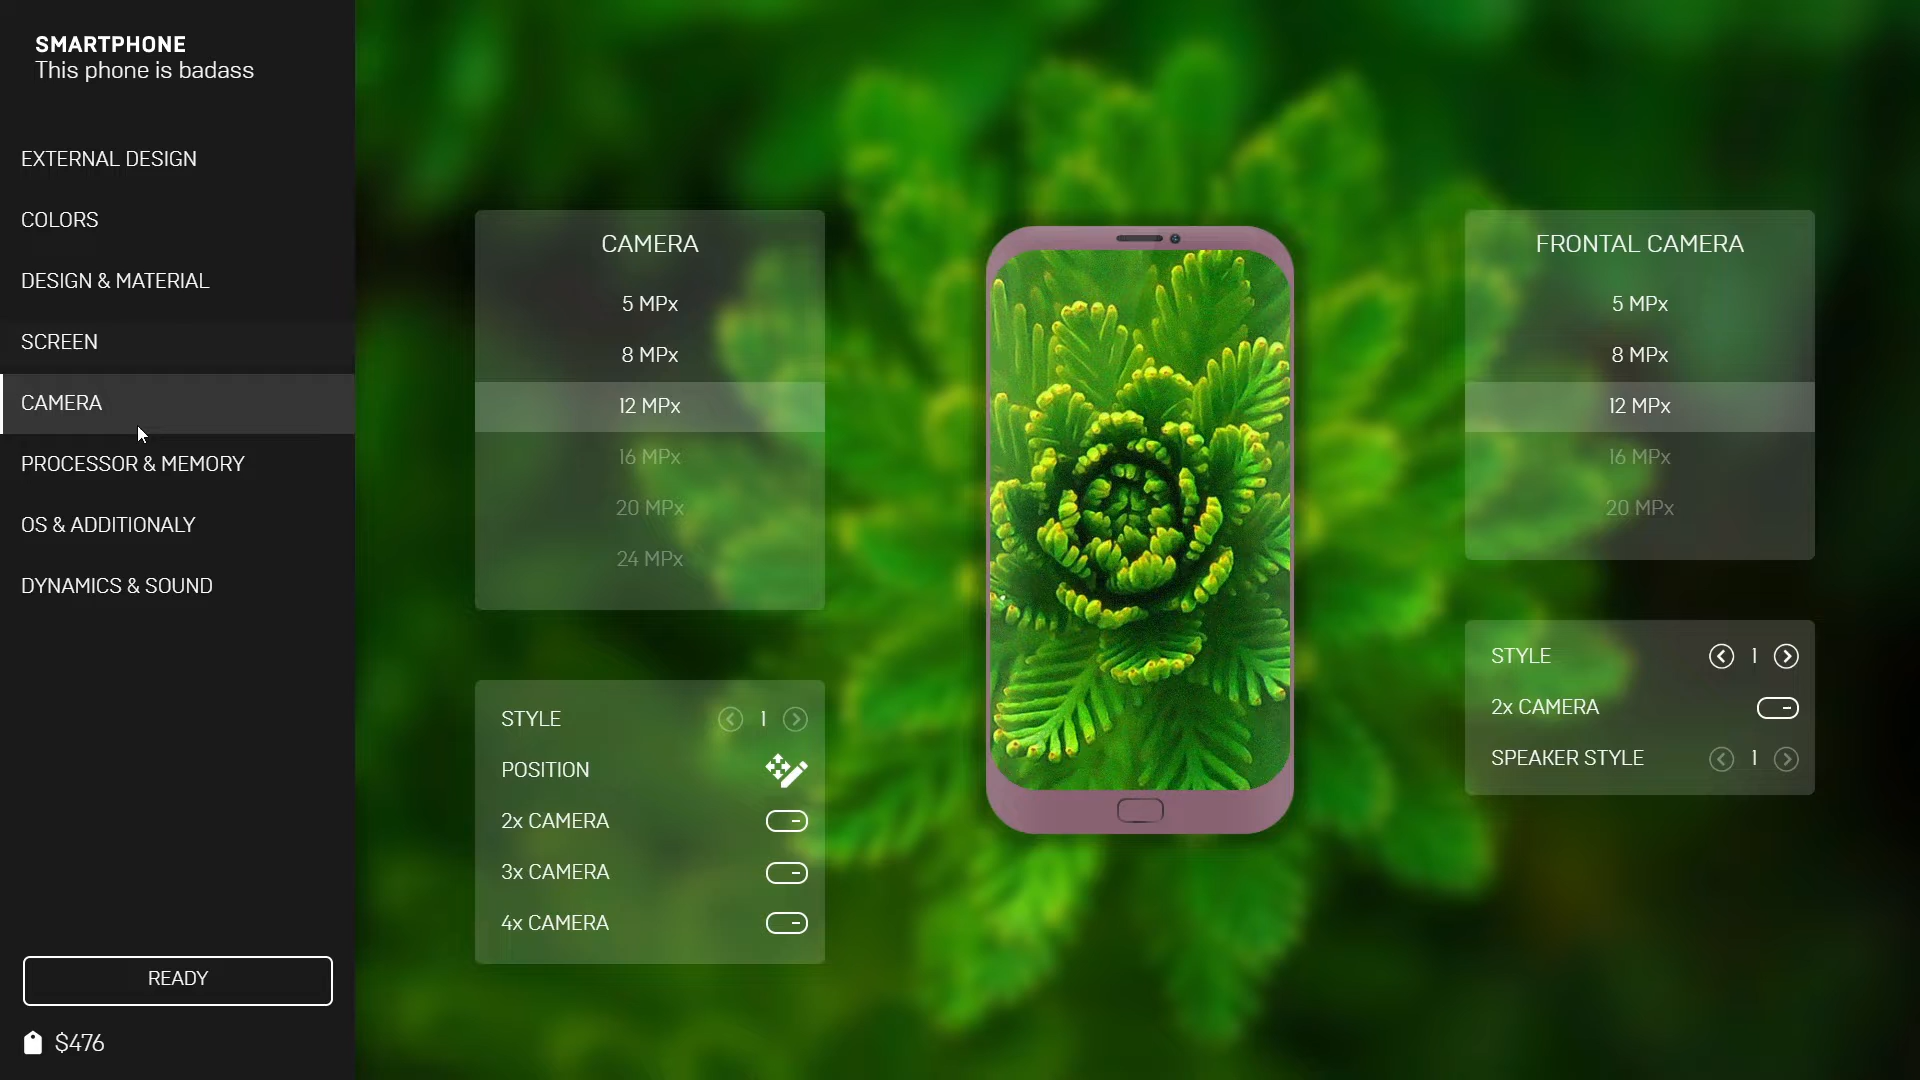 SMARTPHONE
This phone is badass
EXTERNAL DESIGN
COLORS
DESIGN & MATERIAL
SCREEN
CAMERA
PROCESSOR & MEMORY
OS & ADDITIONALY
DYNAMICS & SOUND
READY
$476
CAMERA
5 MPx
8 MPx
12 MPx
16 MPx
20 MPx
24 MPx
STYLE 1
POSITION
2x CAMERA
3x CAMERA
4x CAMERA
FRONTAL CAMERA
5 MPx
8 MPx
12 MPx
16 MPx
20 MPx
STYLE 1
2x CAMERA
SPEAKER STYLE 1